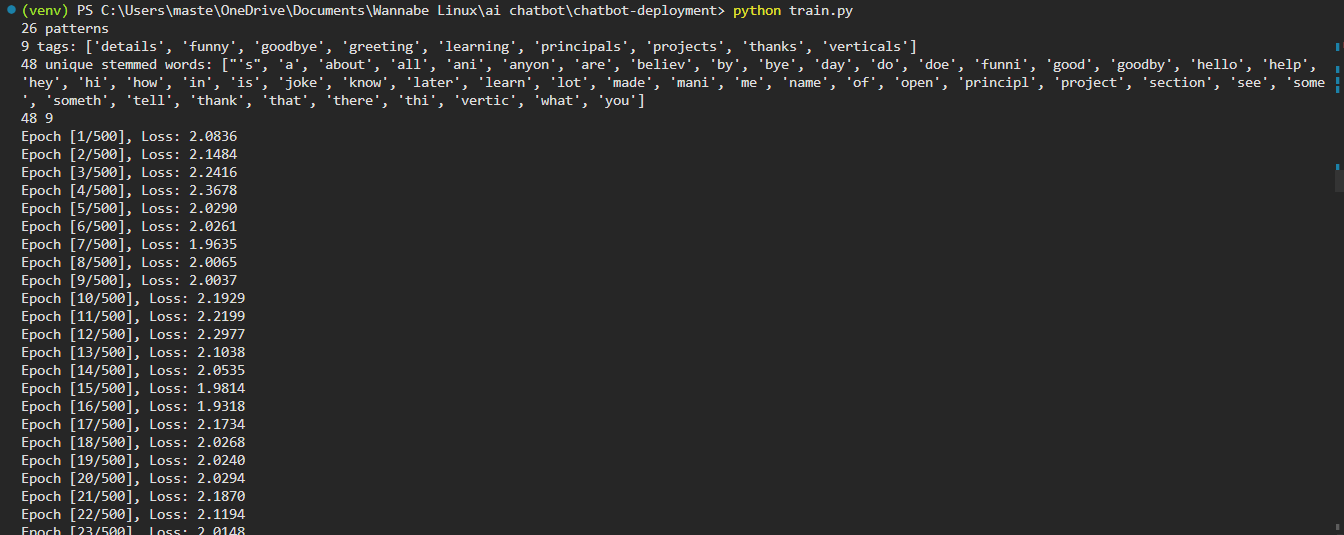 (venv) PS C:\Users\maste\OneDrive\Documents\Wannabe Linux\ai chatbot\chatbot-deployment> python train.py
26 patterns
9 tags: ['details', 'funny', 'goodbye', 'greeting', 'learning', 'principals', 'projects', 'thanks', 'verticals']
48 unique stemmed words: ["'s", 'a', 'about', 'all', 'ani', 'anyon', 'are', 'believ', 'by', 'bye', 'day', 'do', 'doe', 'funni', 'good', 'goodby', 'hello', 'help',
'hey', 'hi', 'how', 'in', 'is', 'joke', 'know', 'later', 'learn', 'lot', 'made', 'mani', 'me', 'name', 'of', 'open', 'principl', 'project', 'section', 'see', 'some
', 'someth', 'tell', 'thank', 'that', 'there', 'thi', 'vertic', 'what', 'you']
48 9
Epoch [1/500], Loss: 2.0836
Epoch [2/500], Loss: 2.1484
Epoch [3/500], Loss: 2.2416
Epoch [4/500], Loss: 2.3678
Epoch [5/500], Loss: 2.0290
Epoch [6/500], Loss: 2.0261
Epoch [7/500], Loss: 1.9635
Epoch [8/500], Loss: 2.0065
Epoch [9/500], Loss: 2.0037
Epoch [10/500], Loss: 2.1929
Epoch [11/500], Loss: 2.2199
Epoch [12/500], Loss: 2.2977
Epoch [13/500], Loss: 2.1038
Epoch [14/500], Loss: 2.0535
Epoch [15/500], Loss: 1.9814
Epoch [16/500], Loss: 1.9318
Epoch [17/500], Loss: 2.1734
Epoch [18/500], Loss: 2.0268
Epoch [19/500], Loss: 2.0240
Epoch [20/500], Loss: 2.0294
Epoch [21/500], Loss: 2.1870
Epoch [22/500], Loss: 2.1194
Epoch [23/500], Loss: 2.0148